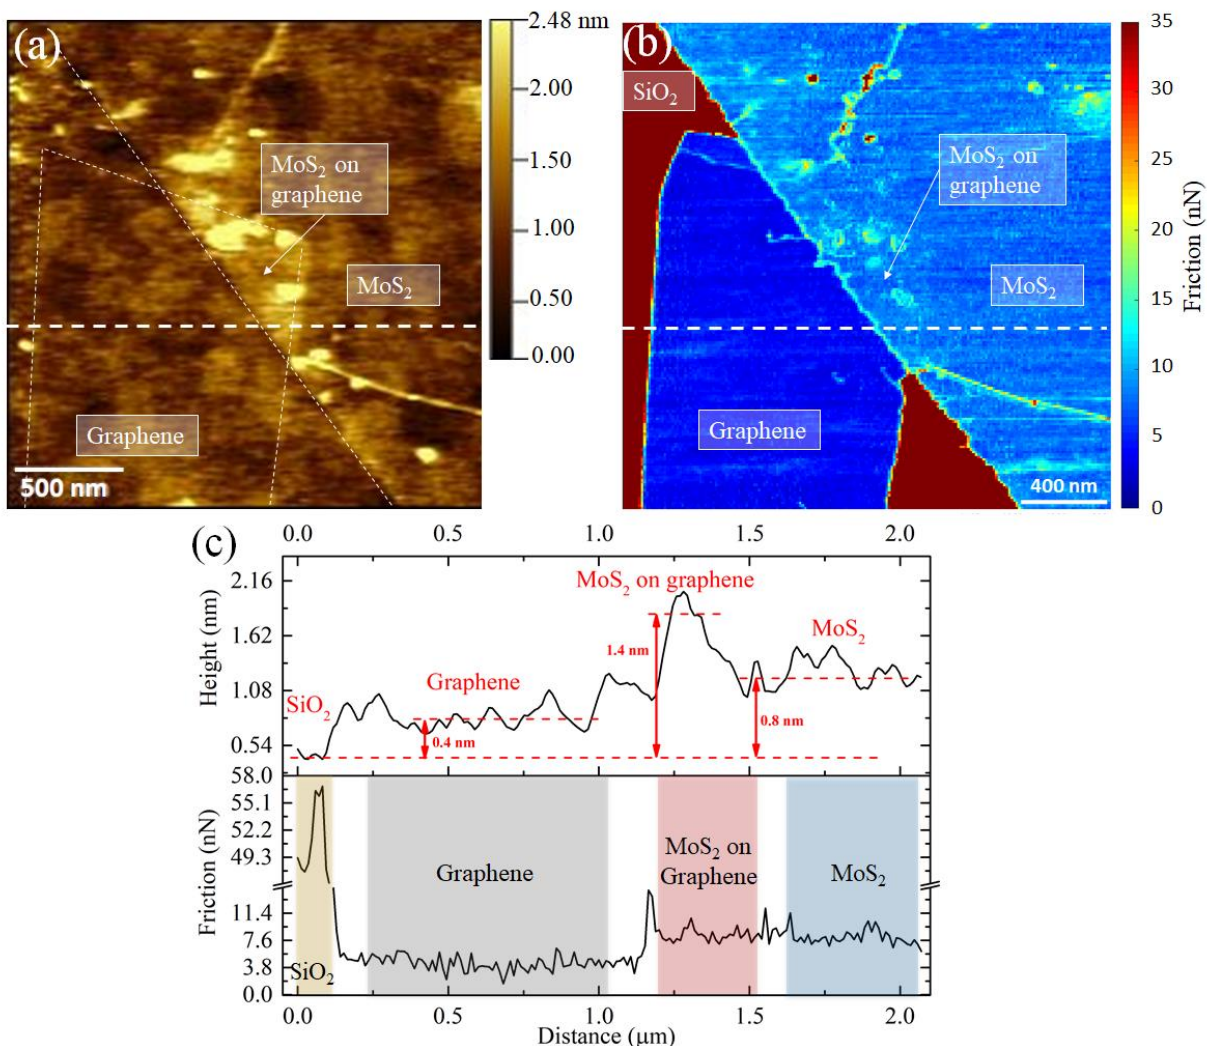 (a)
MoS₂ on
graphene
MoS₂
Graphene
500 nm
2.48 nm
2.00
1.50
1.00
0.50
0.00
(b)
SiO₂
MoS₂ on
graphene
MoS₂
Graphene
400 nm
35
30
25
20
15
10
5
0
Friction (nN)
(c)
0.0 0.5 1.0 1.5 2.0
Height (nm)
2.16
1.62
1.08
0.54
SiO₂
Graphene
MoS₂ on graphene
MoS₂
0.4 nm
1.4 nm
0.8 nm
Friction (nN)
58.0
55.1
52.2
49.3
11.4
7.6
3.8
0.0
SiO₂
Graphene
MoS₂ on
Graphene
MoS₂
0.0 0.5 1.0 1.5 2.0
Distance (μm)